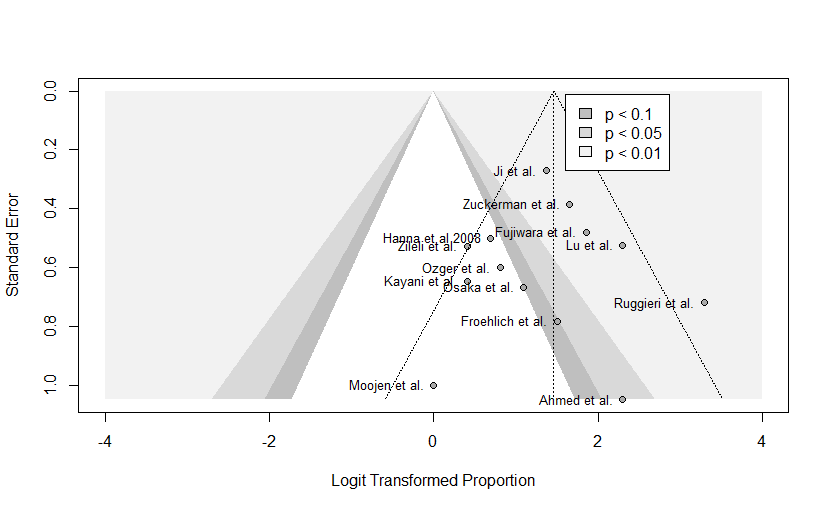 p < 0.1
p < 0.05
p < 0.01
Ji et al.
Zuckerman et al.
Fujiwara et al.
Hanna et al,2008
Zileli et al.
Lu et al.
Ozger et al.
Kayani et al.
Osaka et al.
Ruggieri et al.
Froehlich et al.
Moojen et al.
Ahmed et al.
0.0
0.2
0.4
0.6
0.8
1.0
Standard Error
-4
-2
0
2
4
Logit Transformed Proportion